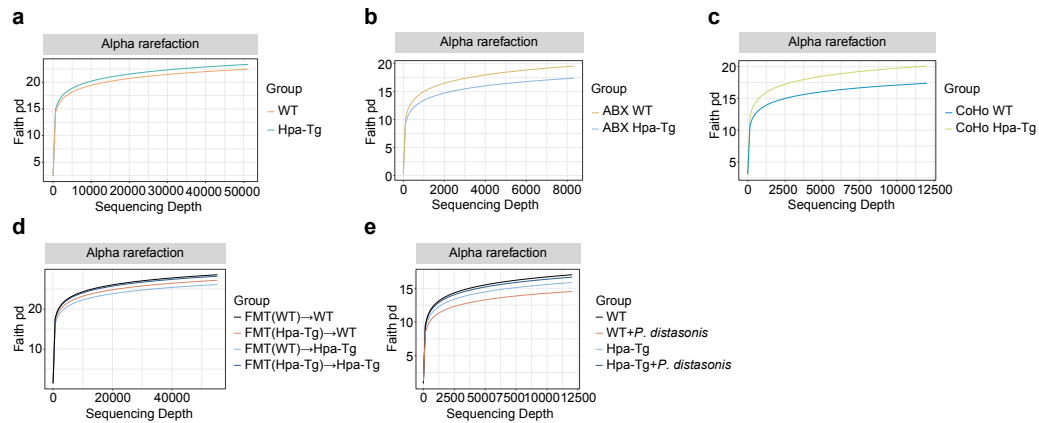 a
Alpha rarefaction
Faith pd
20
15
10
5
0
10000
20000
30000
40000
50000
Sequencing Depth
Group
WT
Hpa-Tg
b
Alpha rarefaction
Faith pd
20
15
10
5
0
0
2000
4000
6000
8000
Sequencing Depth
Group
ABX WT
ABX Hpa-Tg
c
Alpha rarefaction
Faith pd
20
15
10
5
0
2500
5000
7500
10000
12500
Sequencing Depth
Group
CoHo WT
CoHo Hpa-Tg
d
Alpha rarefaction
Faith pd
20
10
0
20000
40000
Sequencing Depth
Group
FMT(WT)→WT
FMT(Hpa-Tg)→WT
FMT(WT)→Hpa-Tg
FMT(Hpa-Tg)→Hpa-Tg
e
Alpha rarefaction
Faith pd
15
10
5
0
2500
5000
7500
10000
12500
Sequencing Depth
Group
WT
WT+P. distasonis
Hpa-Tg
Hpa-Tg+P. distasonis